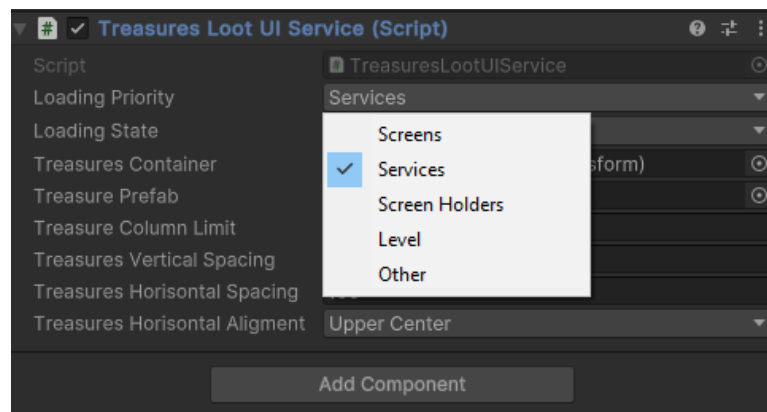 Treasures Loot UI Service (Script)
Script
TreasuresLootUIService
Loading Priority
Services
Loading State
Screens
Services
Screen Holders
Level
Other
Treasures Container
sform)
Treasure Prefab
Treasure Column Limit
Treasures Vertical Spacing
Treasures Horisontal Spacing
Treasures Horisontal Aligment
Upper Center
Add Component